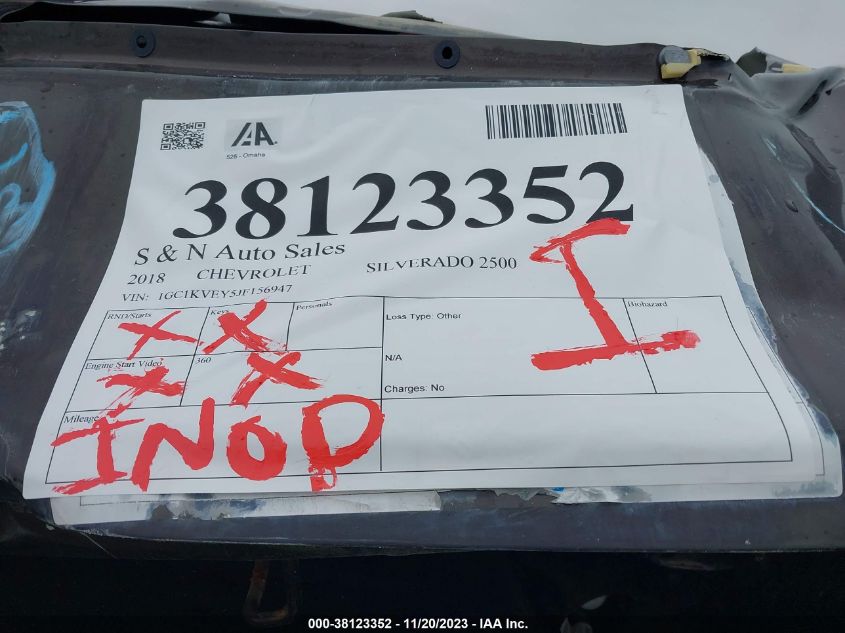 IAA.
526 - Omaha
38123352
S & N Auto Sales
2018 CHEVROLET SILVERADO 2500
VIN: 1GC1KVEY5JF156947
RND/Starts Keys Personals
X X
Loss Type: Other
Biohazard
I
Engine Start Video 360
X X
N/A
Charges: No
Mileage
INOP
000-38123352 - 11/20/2023 - IAA Inc.